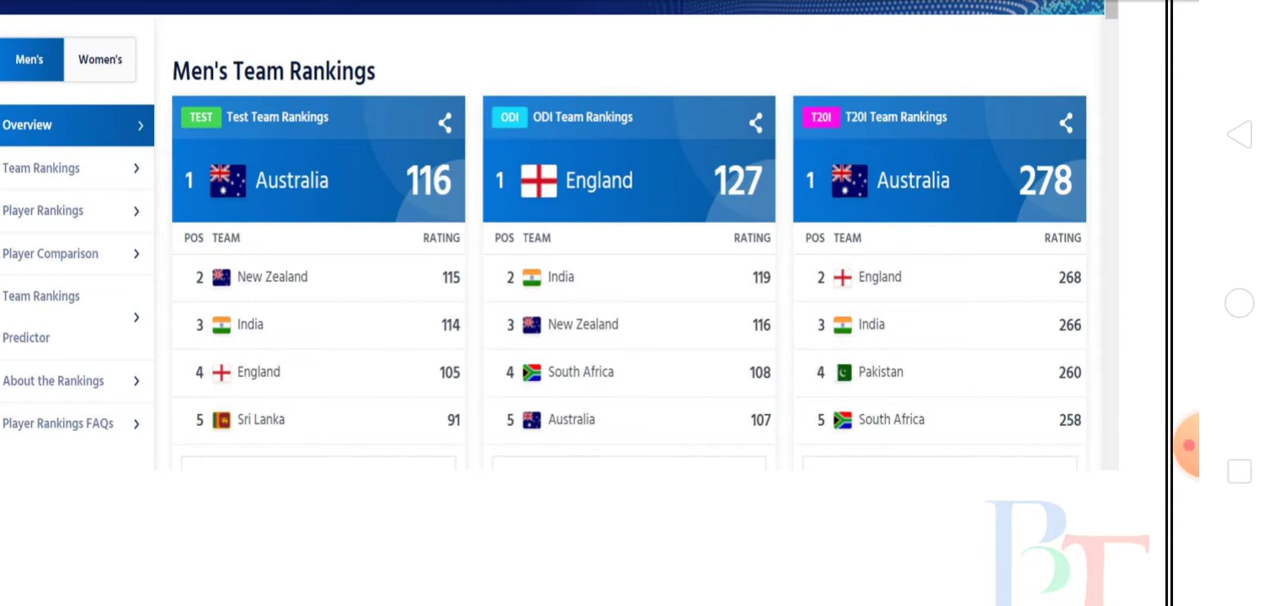 Men's Women's
Overview
Team Rankings
Player Rankings
Player Comparison
Team Rankings
Predictor
About the Rankings
Player Rankings FAQs
Men's Team Rankings
TEST Test Team Rankings
1 Australia 116
POS TEAM RATING
2 New Zealand 115
3 India 114
4 England 105
5 Sri Lanka 91
ODI ODI Team Rankings
1 England 127
POS TEAM RATING
2 India 119
3 New Zealand 116
4 South Africa 108
5 Australia 107
T20I T20I Team Rankings
1 Australia 278
POS TEAM RATING
2 England 268
3 India 266
4 Pakistan 260
5 South Africa 258
BT